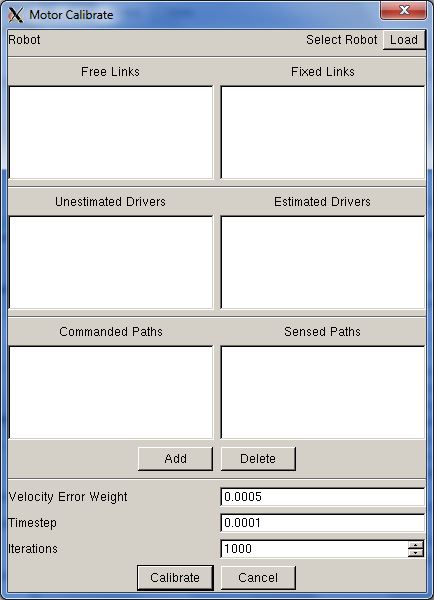 Motor Calibrate
Robot Select Robot Load
Free Links Fixed Links
Unestimated Drivers Estimated Drivers
Commanded Paths Sensed Paths
Add Delete
Velocity Error Weight 0.0005
Timestep 0.0001
Iterations 1000
Calibrate Cancel